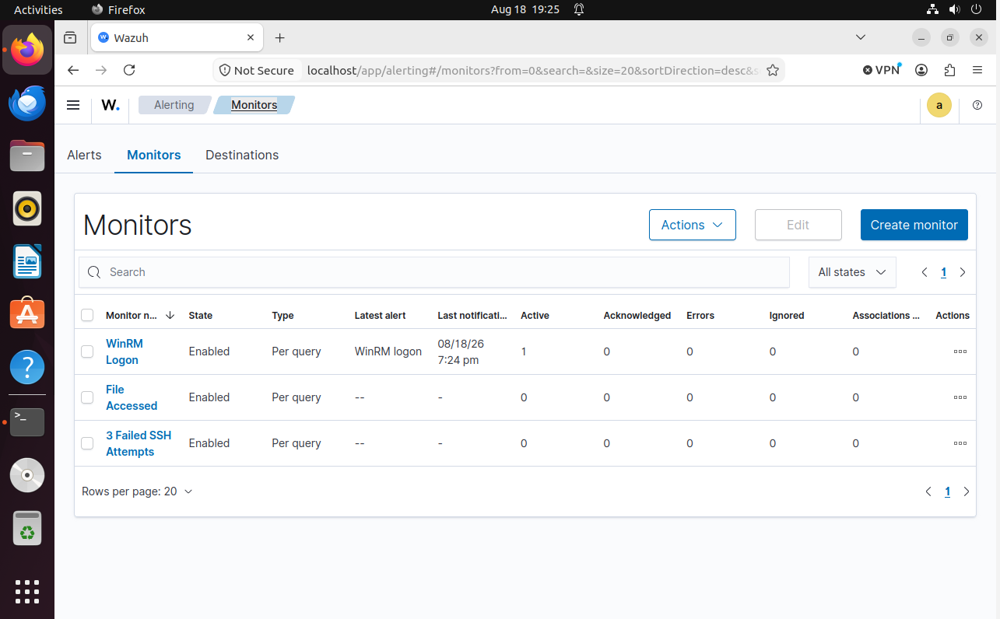 Activities Firefox Aug 18 19:25
Wazuh
Not Secure localhost/app/alerting#/monitors?from=0&search=&size=20&sortDirection=desc&s VPN
W. Alerting Monitors a
Alerts Monitors Destinations
Monitors Actions Edit Create monitor
Search All states 1
Monitor n... State Type Latest alert Last notificati... Active Acknowledged Errors Ignored Associations ... Actions
WinRM Logon Enabled Per query WinRM logon 08/18/26 7:24 pm 1 0 0 0 0
File Accessed Enabled Per query -- - 0 0 0 0 0
3 Failed SSH Attempts Enabled Per query -- - 0 0 0 0 0
Rows per page: 20 1